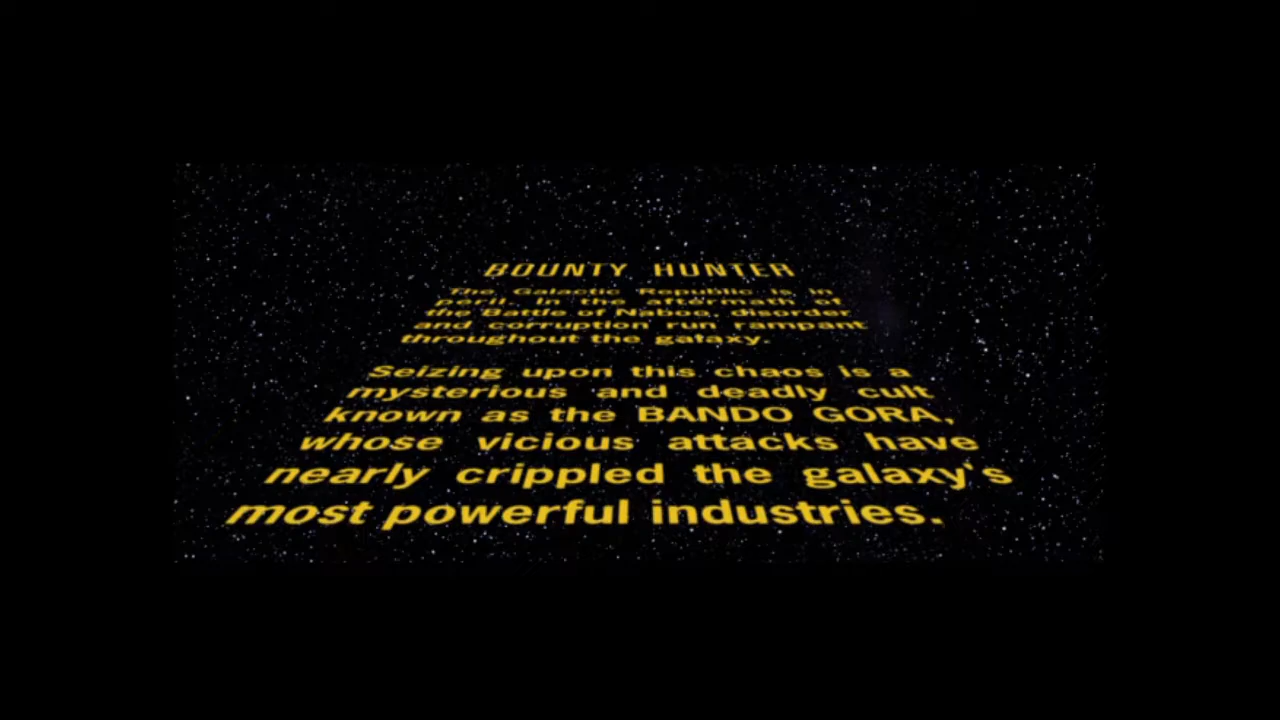 BOUNTY HUNTER
The Galactic Republic is in
peril. In the aftermath of
the Battle of Naboo, disorder
and corruption run rampant
throughout the galaxy.
Seizing upon this chaos is a
mysterious and deadly cult
known as the BANDO GORA,
whose vicious attacks have
nearly crippled the galaxy's
most powerful industries.